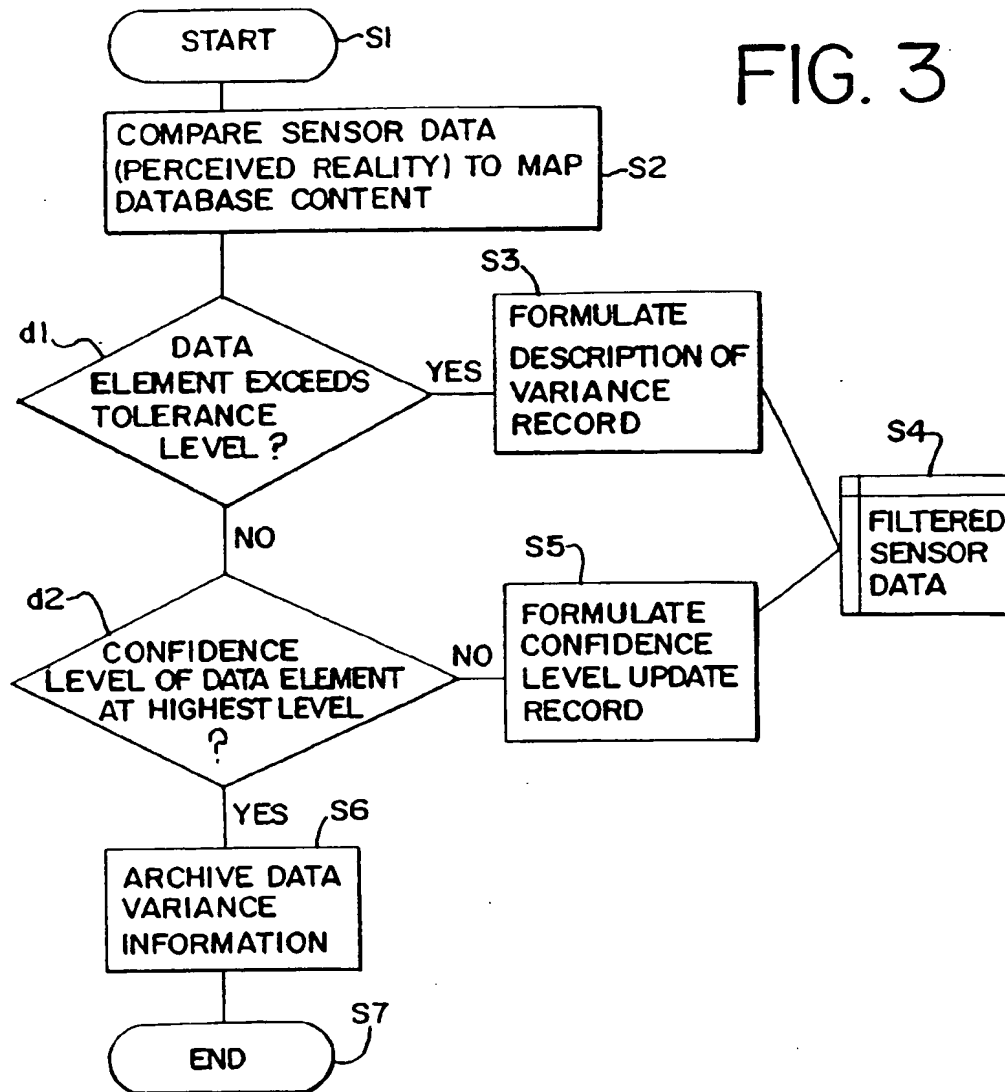 START
S1
FIG. 3
COMPARE SENSOR DATA
(PERCEIVED REALITY) TO MAP
DATABASE CONTENT
S2
d1
DATA
ELEMENT EXCEEDS
TOLERANCE
LEVEL ?
YES
S3
FORMULATE
DESCRIPTION OF
VARIANCE
RECORD
S4
FILTERED
SENSOR
DATA
NO
d2
CONFIDENCE
LEVEL OF DATA ELEMENT
AT HIGHEST LEVEL
?
NO
S5
FORMULATE
CONFIDENCE
LEVEL UPDATE
RECORD
YES
S6
ARCHIVE DATA
VARIANCE
INFORMATION
END
S7